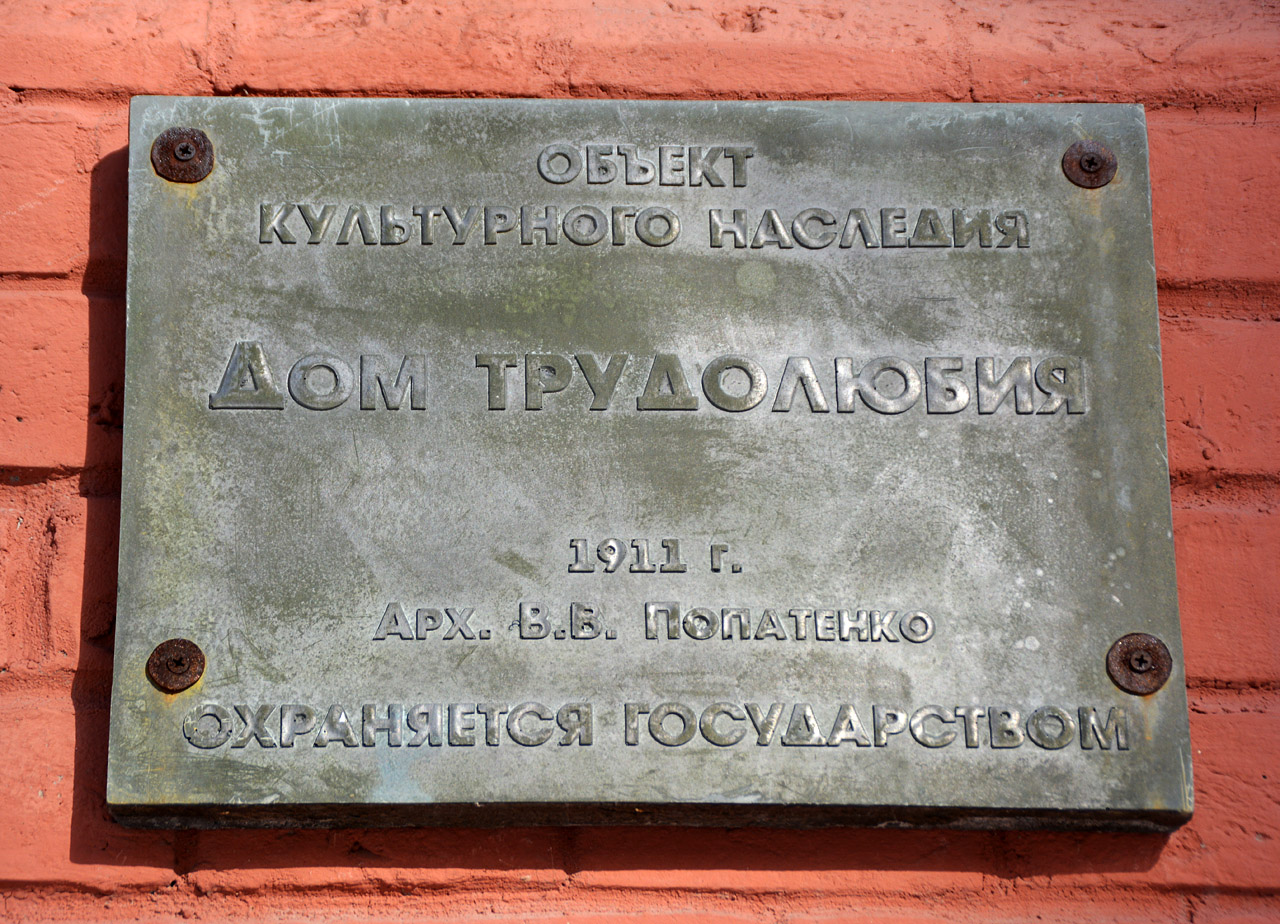 ОБЪЕКТ
КУЛЬТУРНОГО НАСЛЕДИЯ
ДОМ ТРУДОЛЮБИЯ
1911 г.
АРХ. В.В. ПОПАТЕНКО
ОХРАНЯЕТСЯ ГОСУДАРСТВОМ